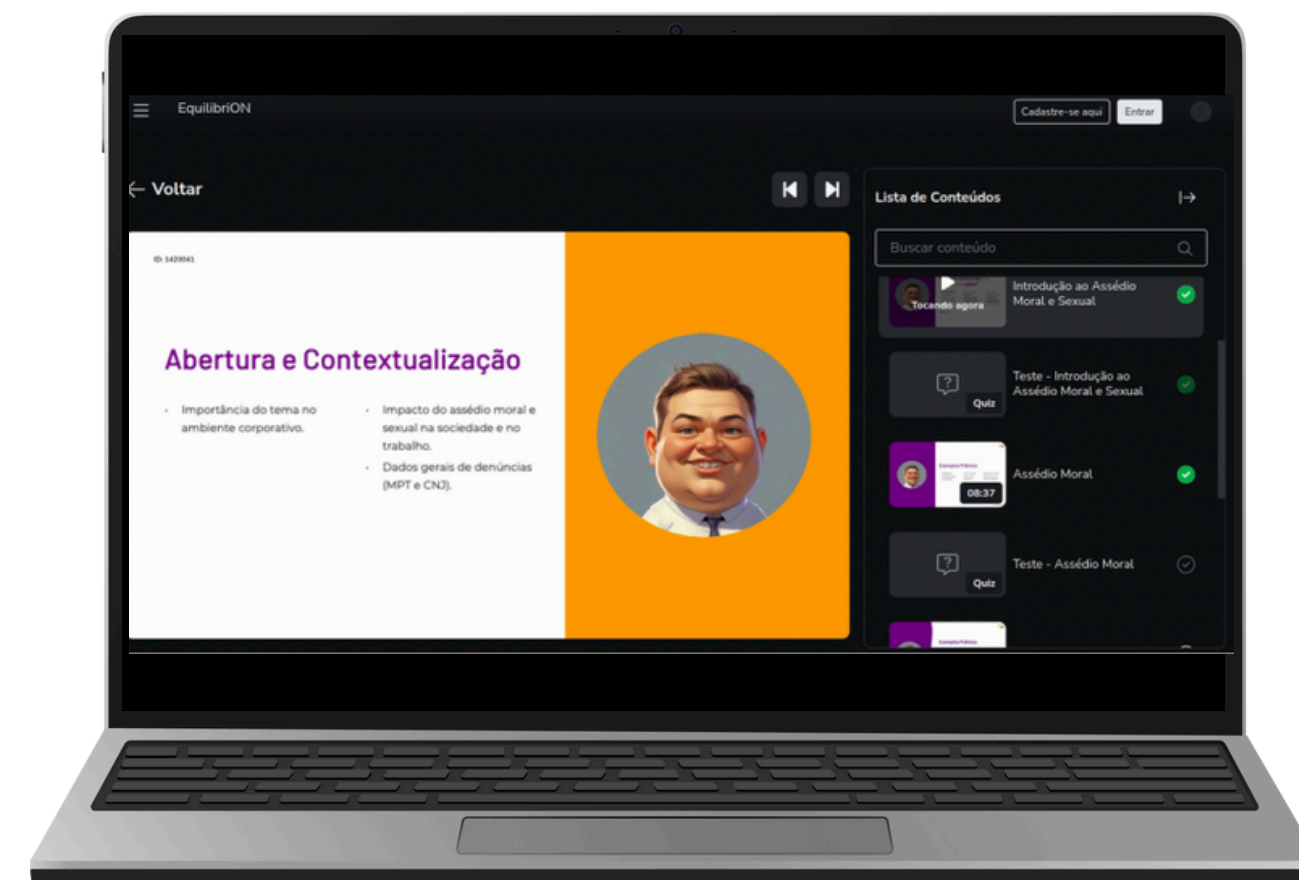 EquilibriON
Cadastre-se aqui
Entrar
Voltar
ID: 1420041
Abertura e Contextualização
Importância do tema no
ambiente corporativo.
Impacto do assédio moral e
sexual na sociedade e no
trabalho.
Dados gerais de denúncias
(MPT e CNJ).
Lista de Conteúdos
Buscar conteúdo
Tocando agora
Introdução ao Assédio
Moral e Sexual
Quiz
Teste - Introdução ao
Assédio Moral e Sexual
08:37
Assédio Moral
Quiz
Teste - Assédio Moral